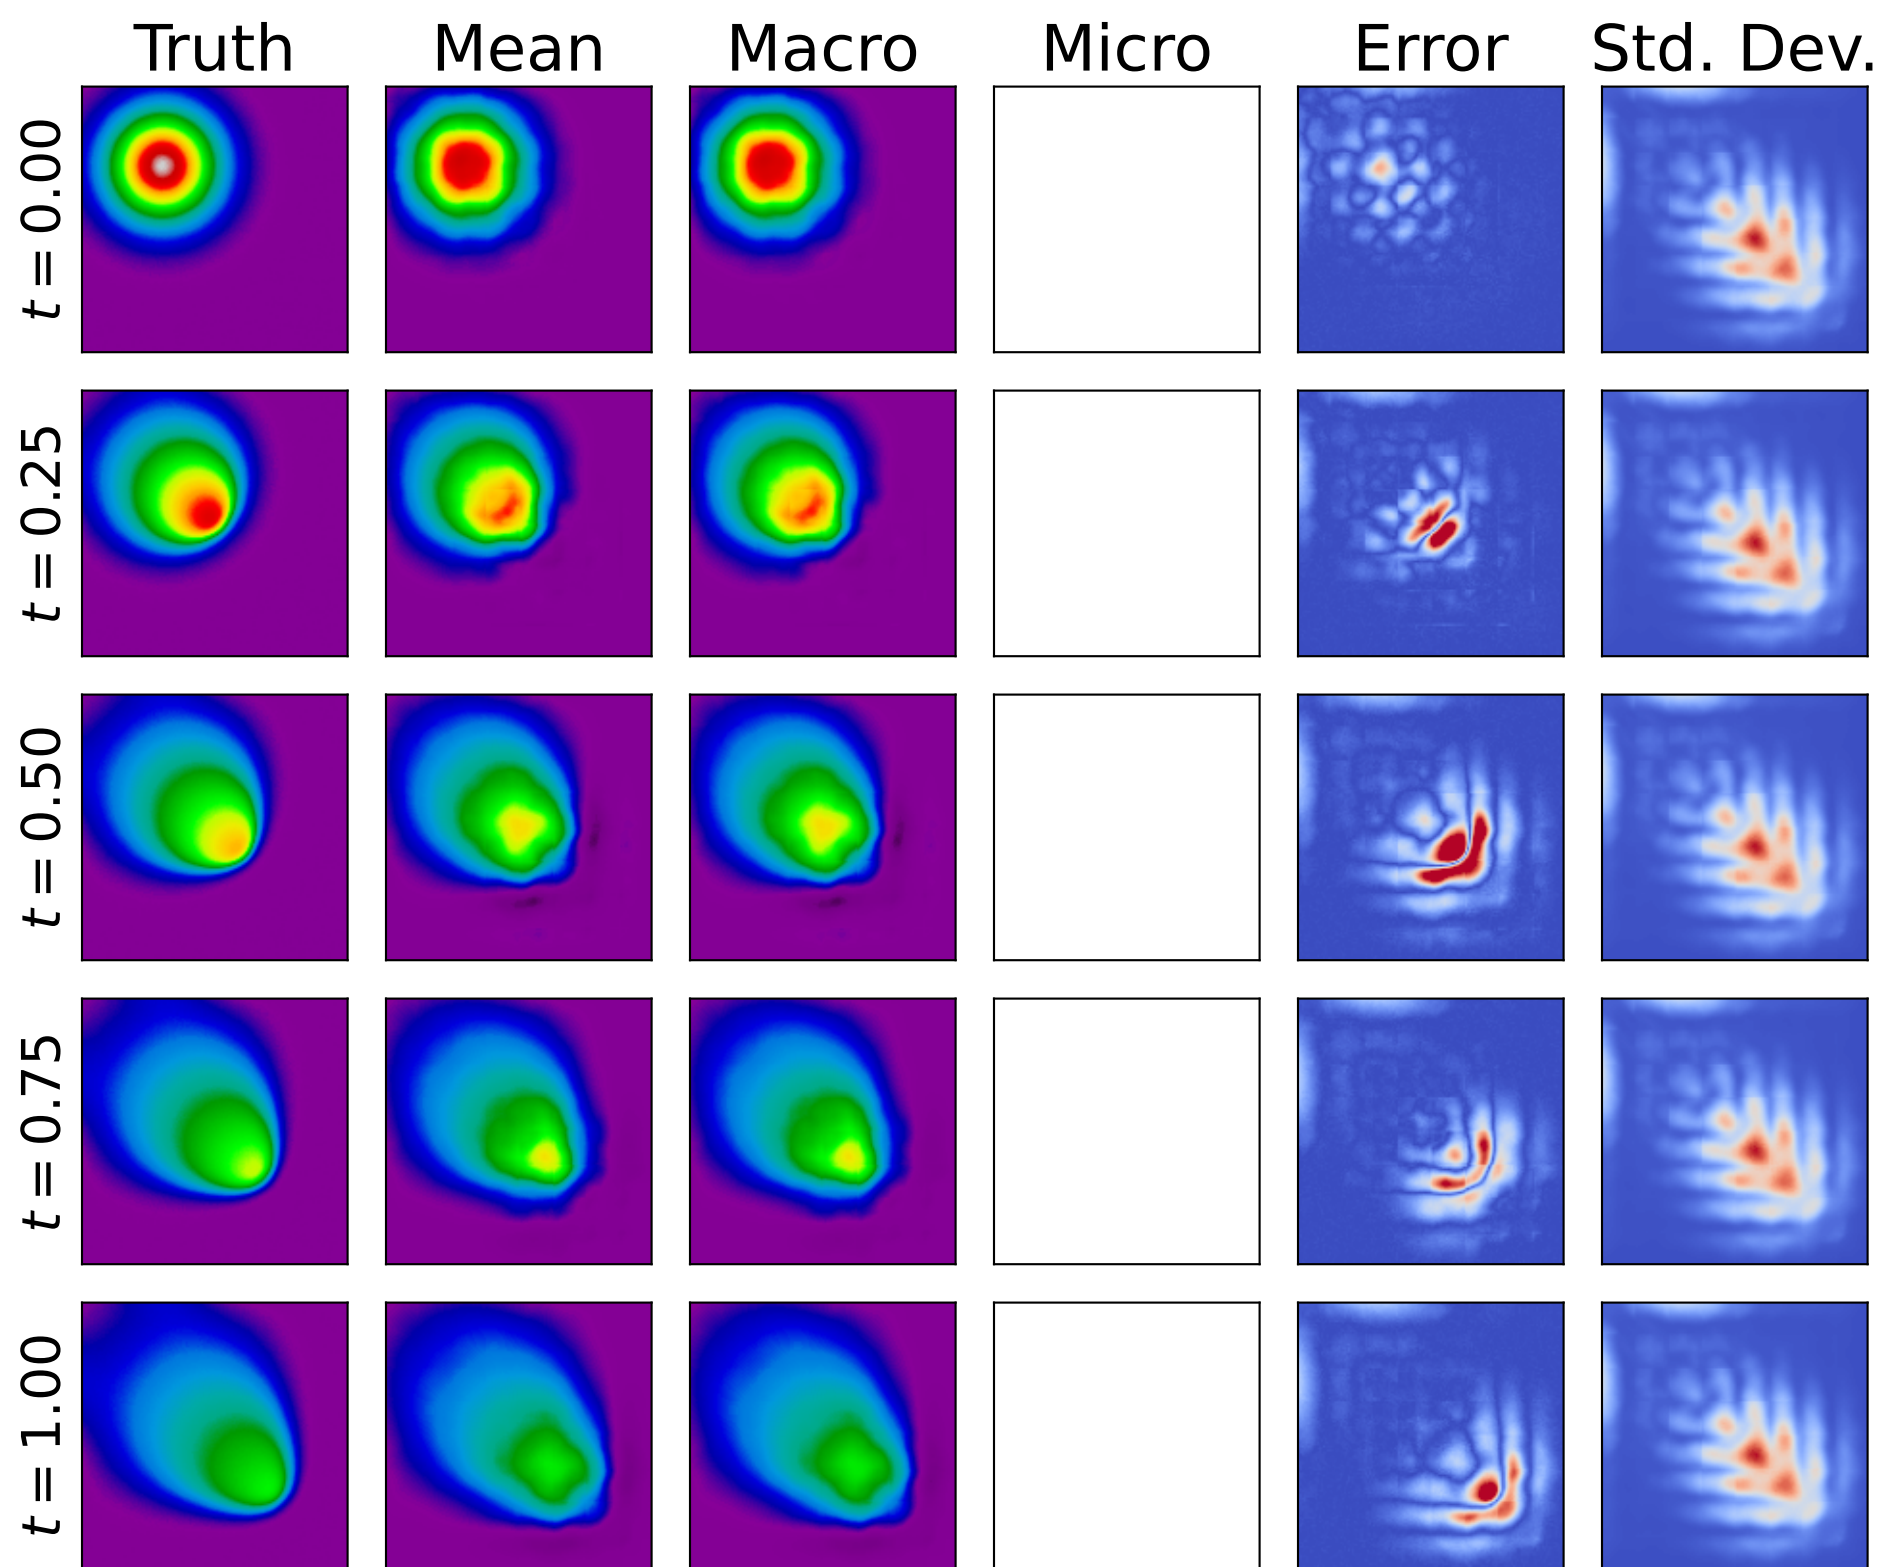 Truth Mean Macro Micro Error Std. Dev.
t = 0.00
t = 0.25
t = 0.50
t = 0.75
t = 1.00